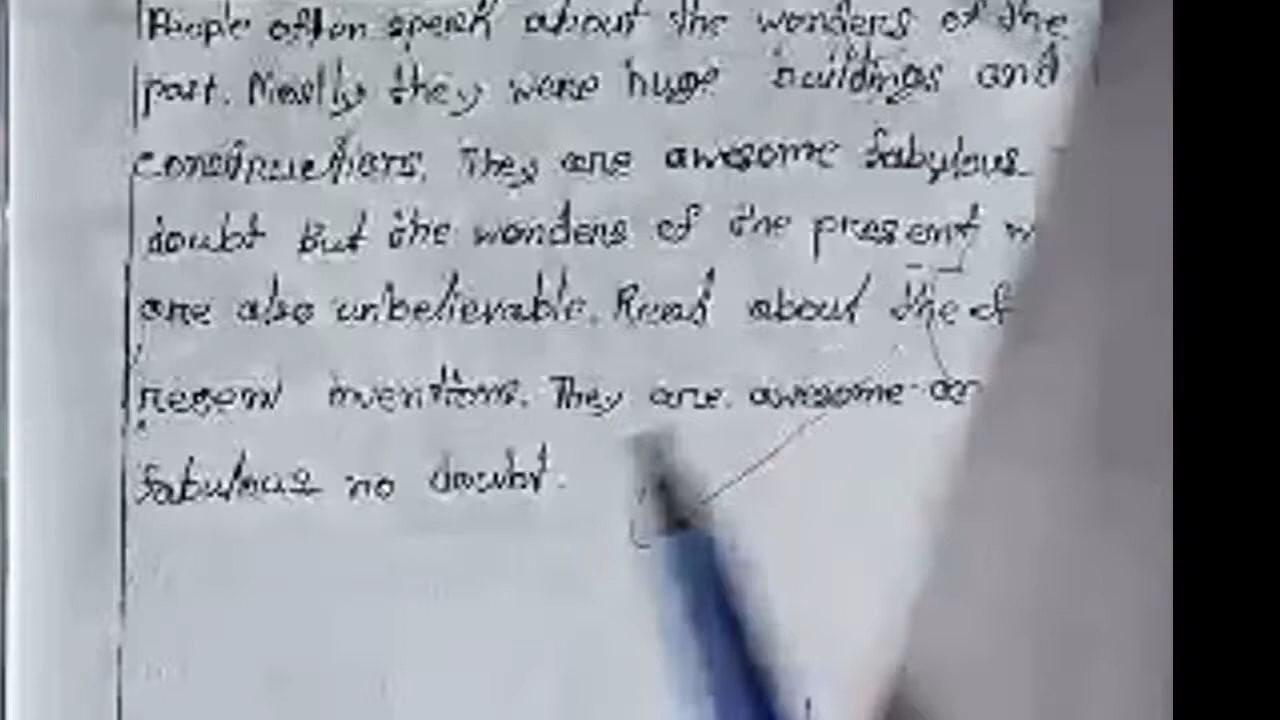 People often speak about the wonders of the
past. Mostly they were huge buildings and
constructions. They are awesome fabulous
doubt But the wonders of the present
are also unbelievable. Read about the
recent inventions. They are awesome
fabulous no doubt.